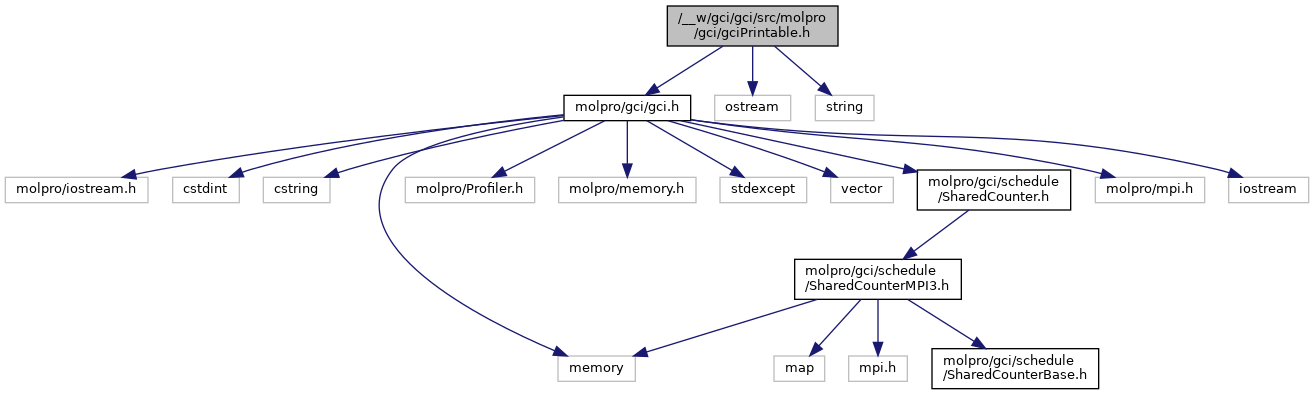 /__w/gci/gci/src/molpro
/gci/gciPrintable.h
molpro/gci/gci.h
ostream
string
molpro/iostream.h
cstdint
cstring
molpro/Profiler.h
molpro/memory.h
stdexcept
vector
molpro/gci/schedule
/SharedCounter.h
molpro/mpi.h
iostream
molpro/gci/schedule
/SharedCounterMPI3.h
memory
map
mpi.h
molpro/gci/schedule
/SharedCounterBase.h